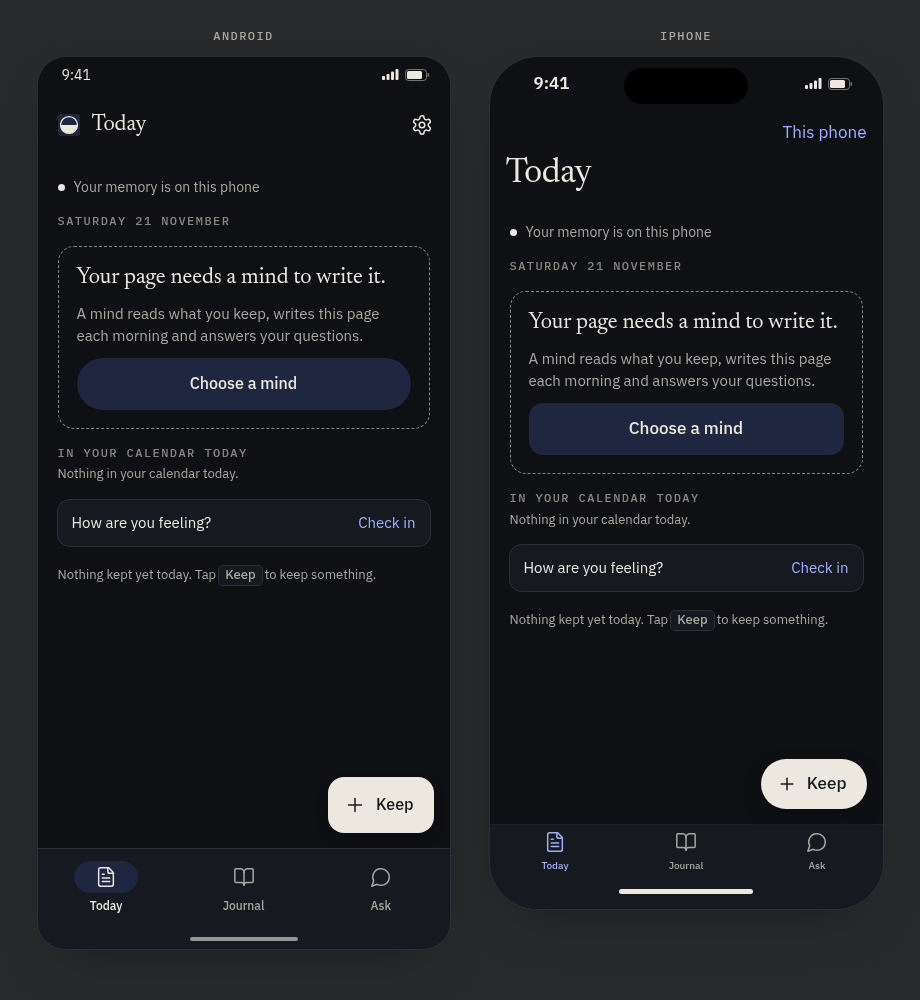 ANDROID
9:41
Today
Your memory is on this phone
SATURDAY 21 NOVEMBER
Your page needs a mind to write it.
A mind reads what you keep, writes this page
each morning and answers your questions.
Choose a mind
IN YOUR CALENDAR TODAY
Nothing in your calendar today.
How are you feeling? Check in
Nothing kept yet today. Tap Keep to keep something.
Keep
Today Journal Ask
IPHONE
9:41
This phone
Today
Your memory is on this phone
SATURDAY 21 NOVEMBER
Your page needs a mind to write it.
A mind reads what you keep, writes this page
each morning and answers your questions.
Choose a mind
IN YOUR CALENDAR TODAY
Nothing in your calendar today.
How are you feeling? Check in
Nothing kept yet today. Tap Keep to keep something.
Keep
Today Journal Ask